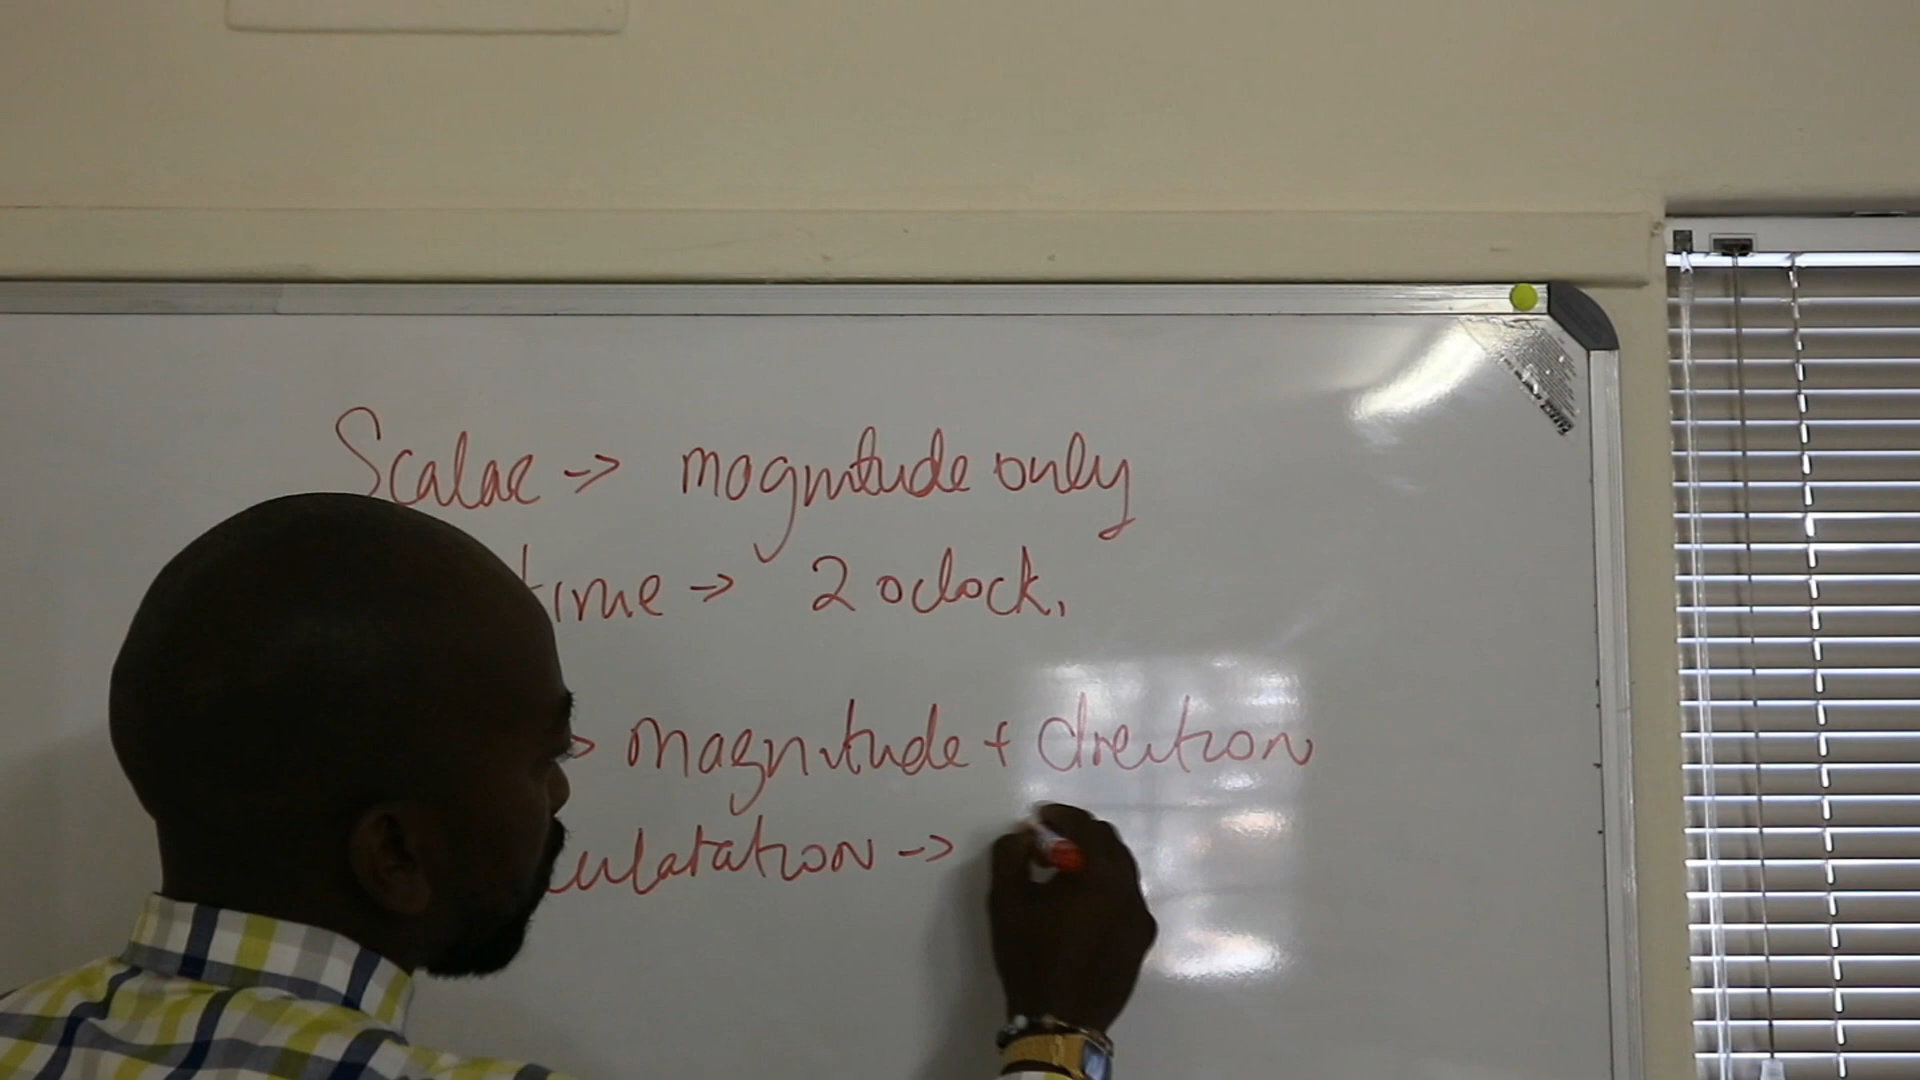 Scalar -> magnitude only
time -> 2 oclock,
> magnitude + direction
ulatation ->